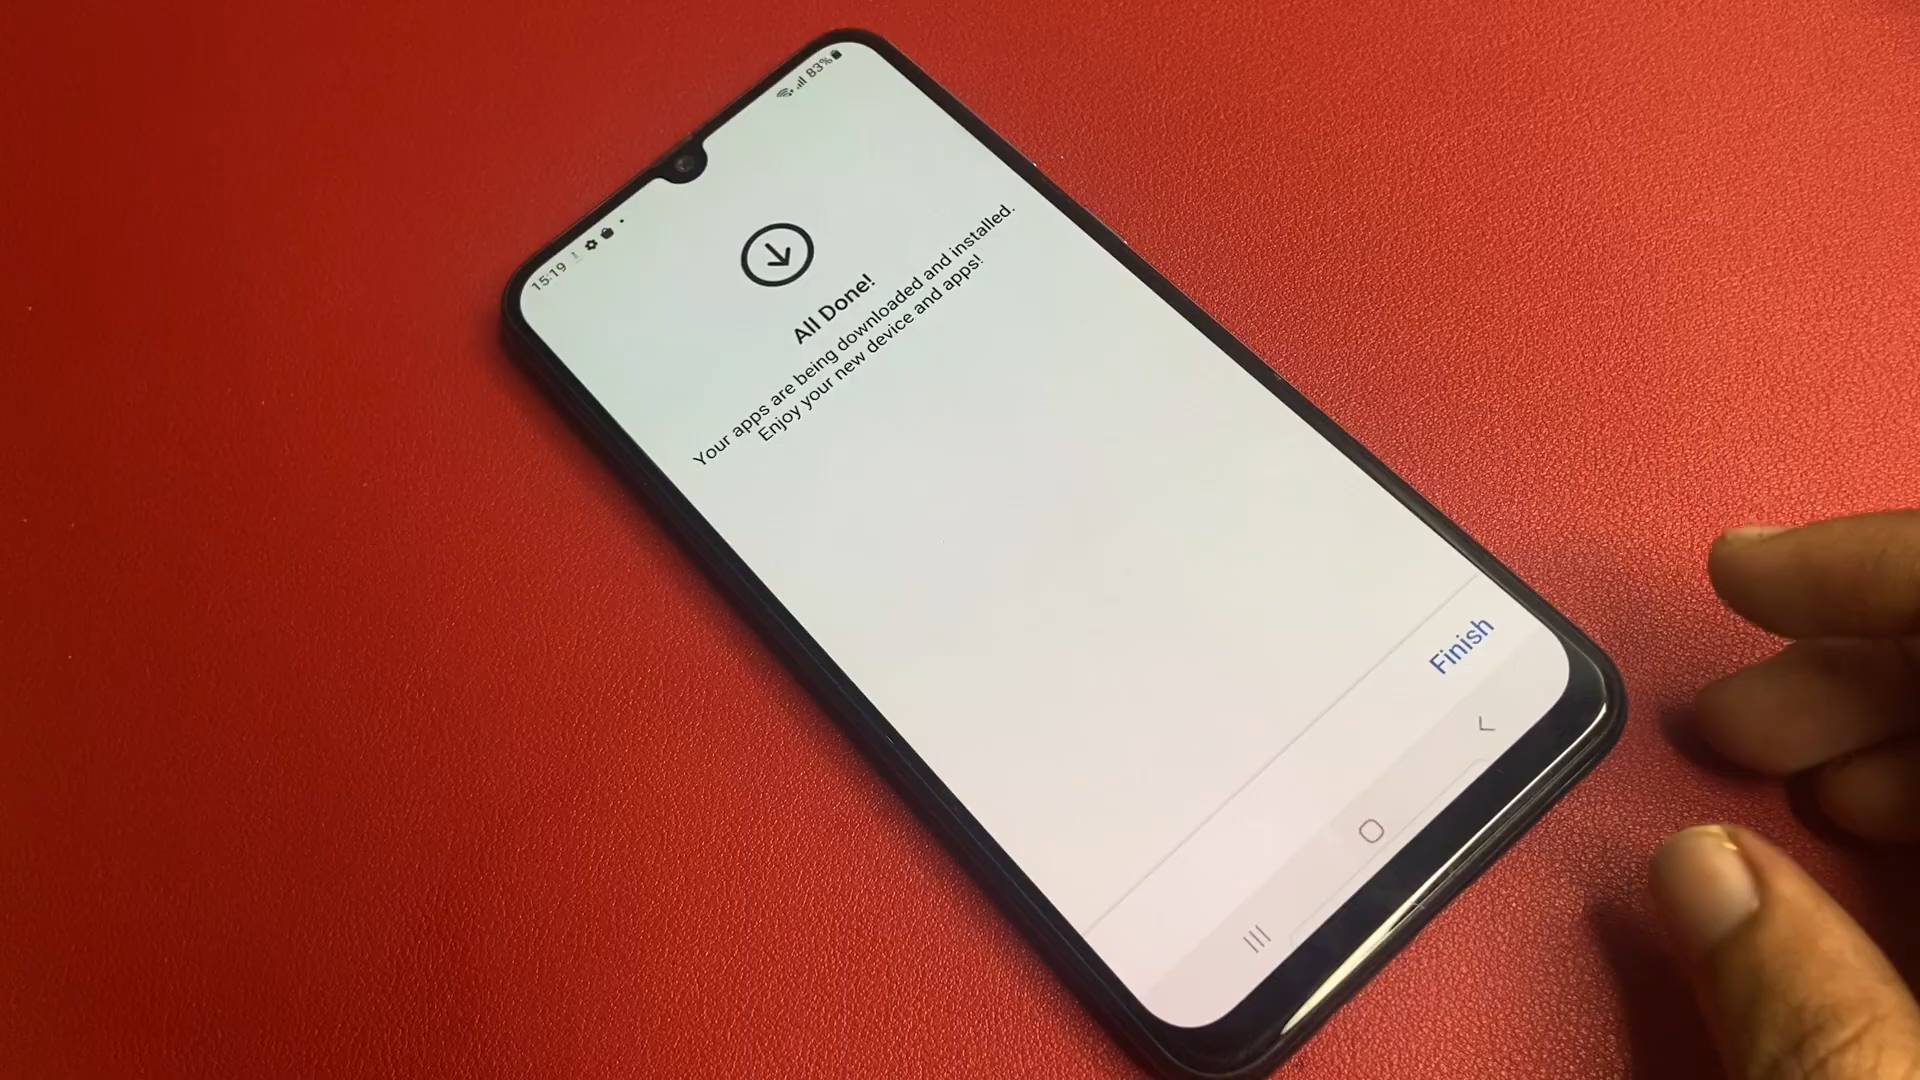 15:19
83%
All Done!
Your apps are being downloaded and installed.
Enjoy your new device and apps!
Finish